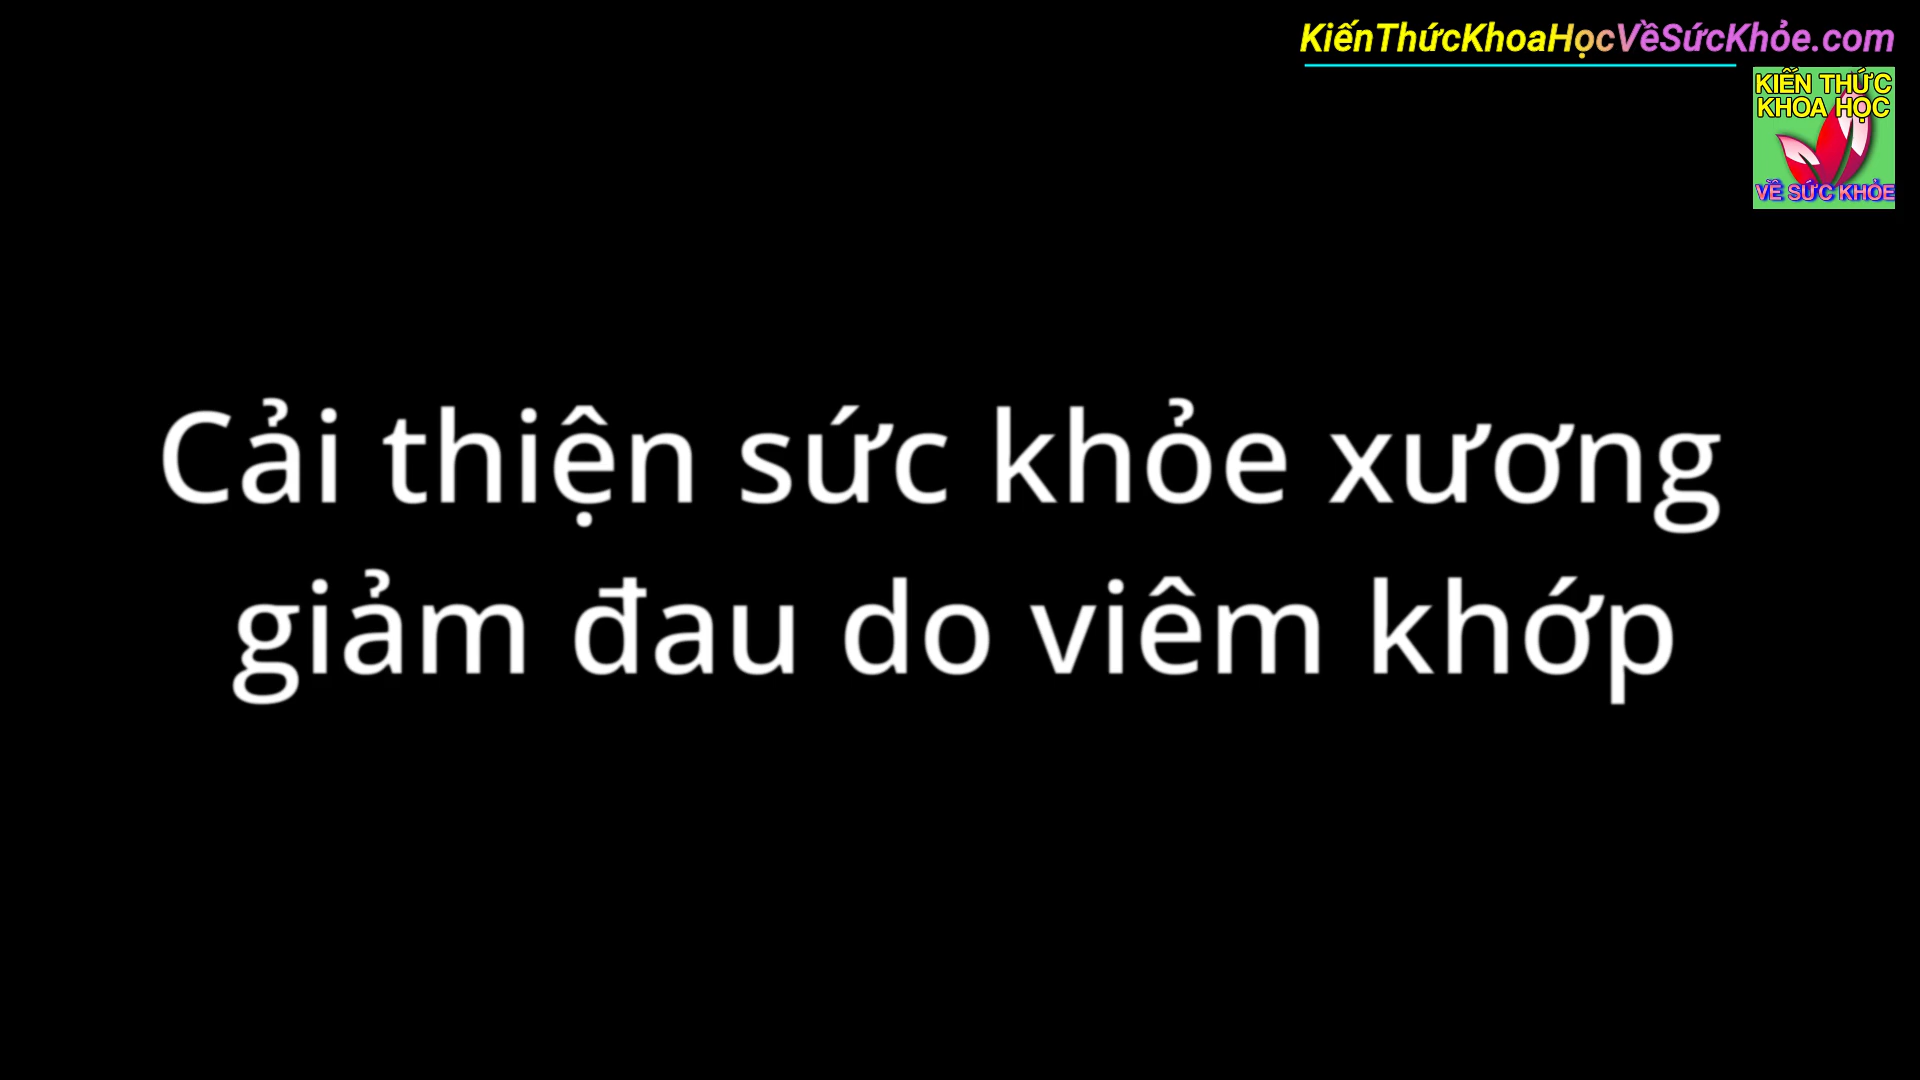 KiếnThứcKhoaHọcVềSứcKhỏe.com
KIẾN THỨC
KHOA HỌC
VỀ SỨC KHỎE
Cải thiện sức khỏe xương
giảm đau do viêm khớp